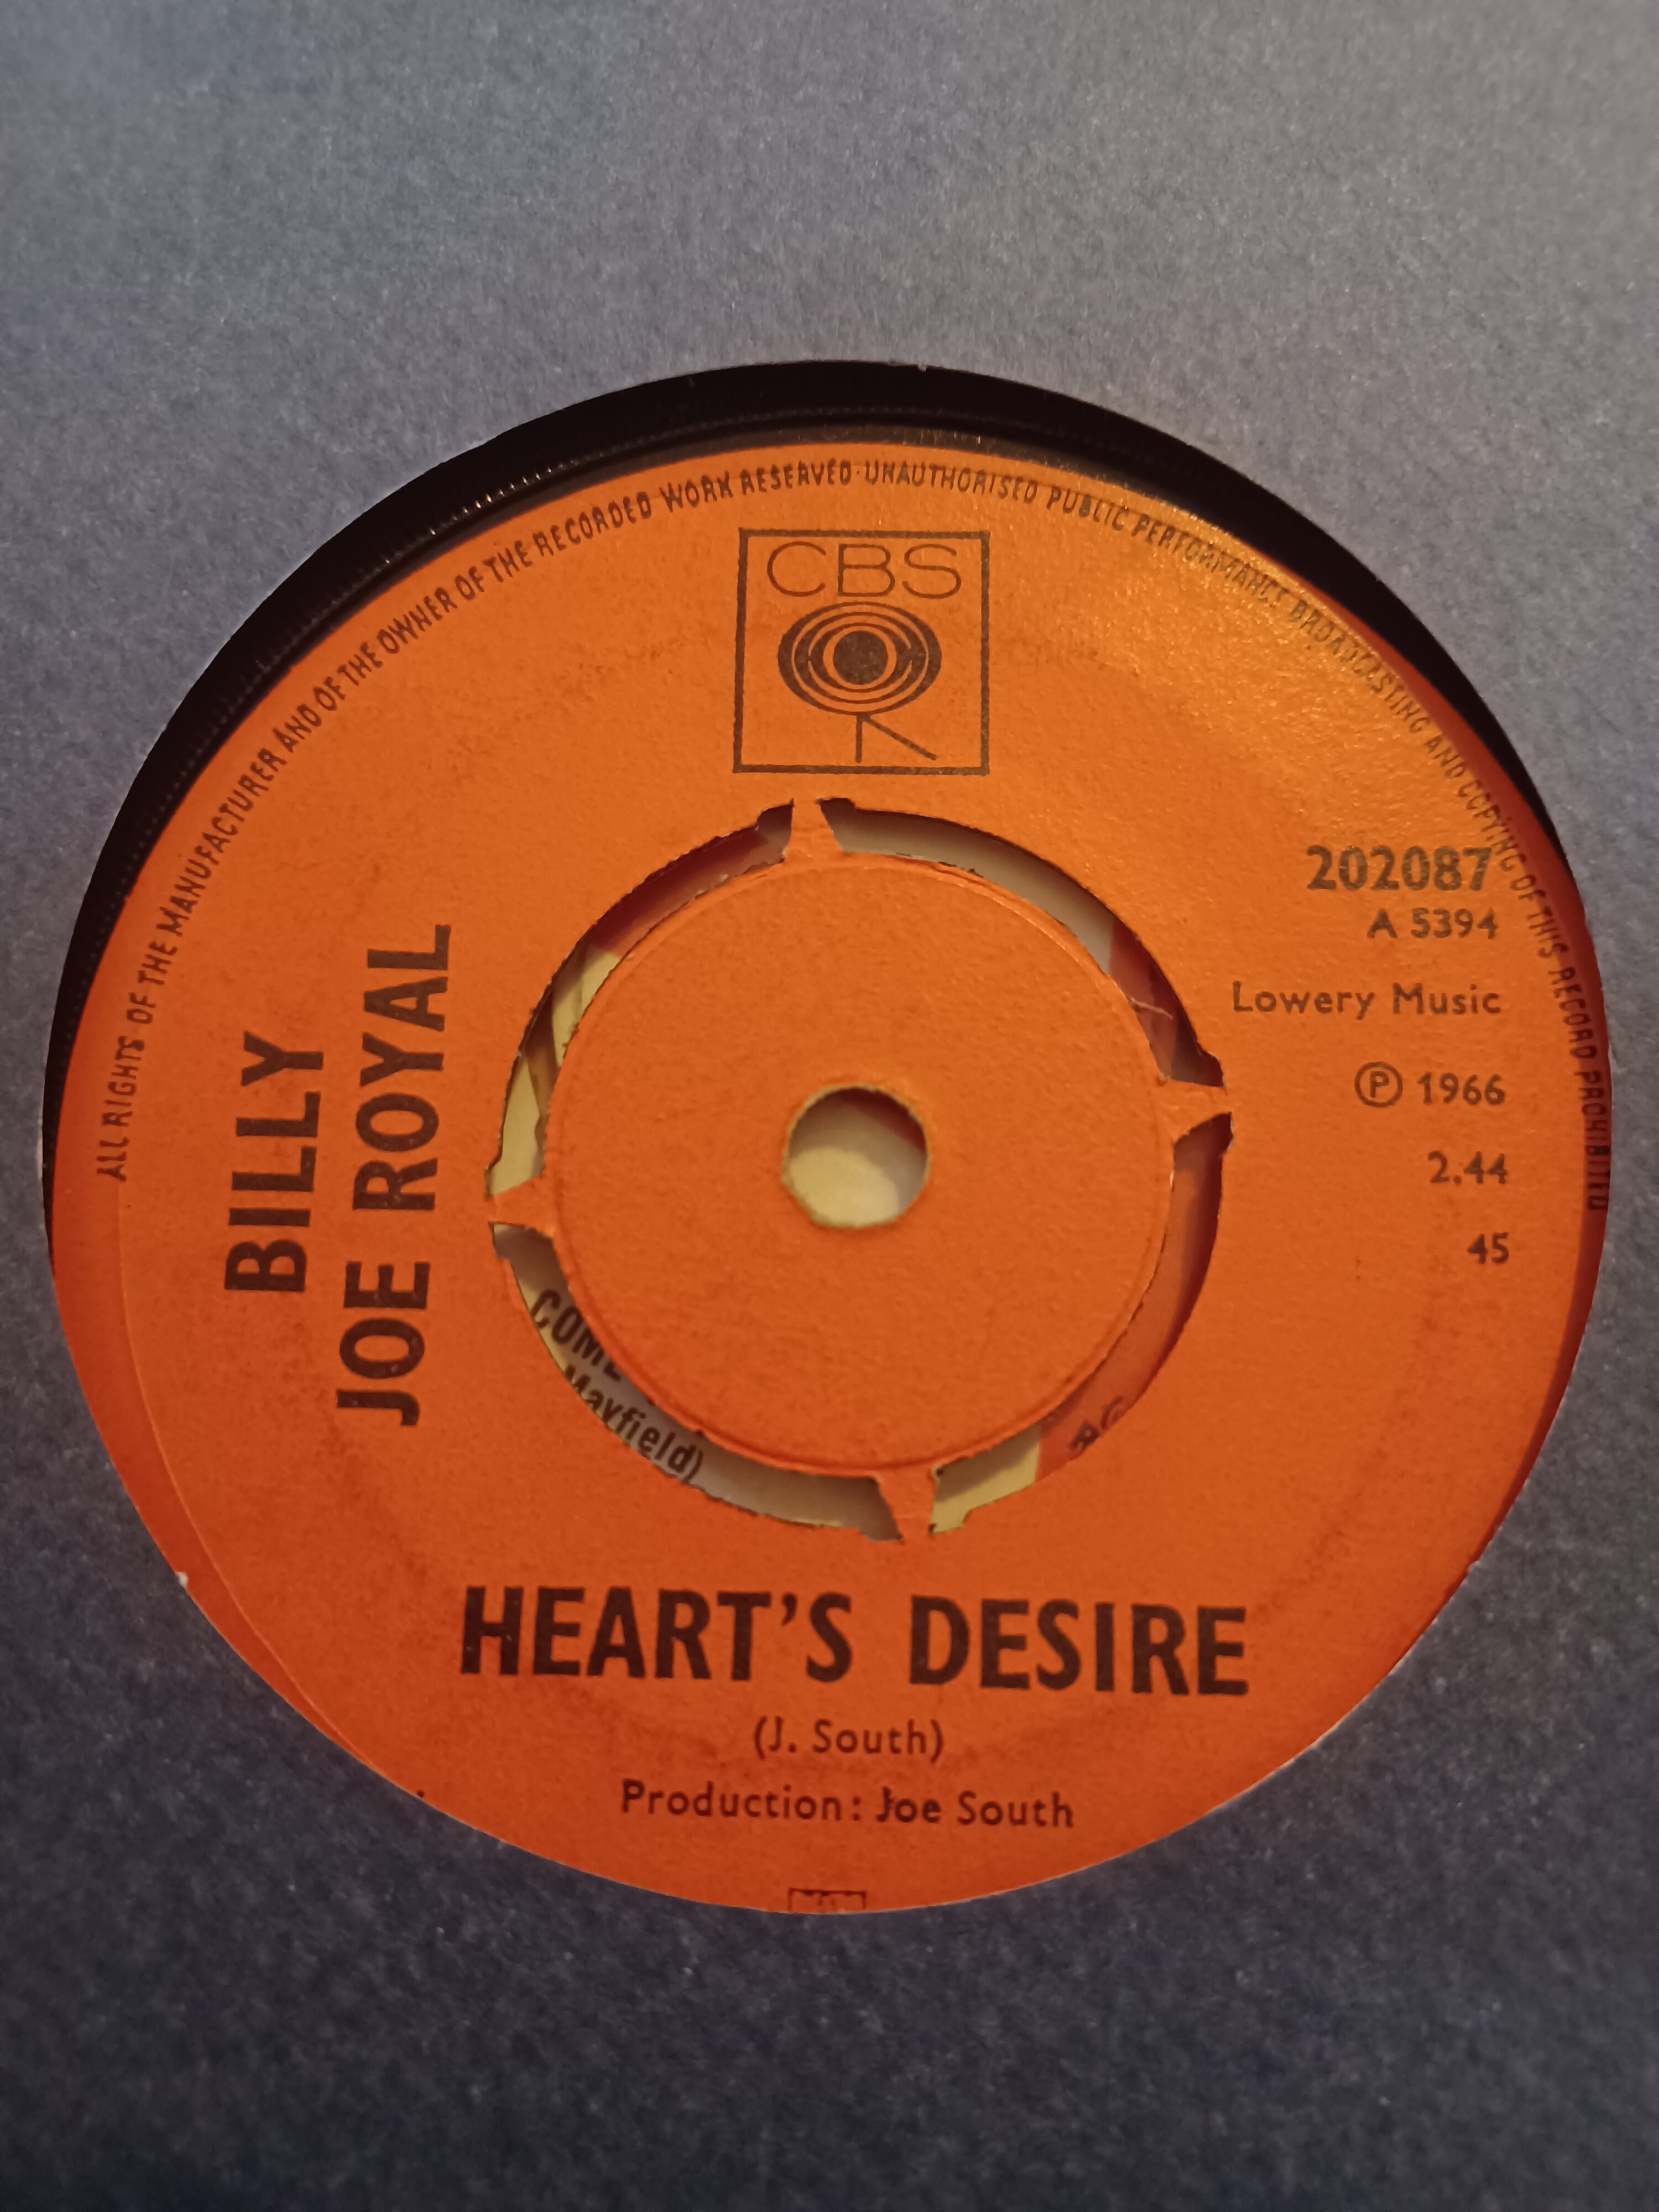 ALL RIGHTS OF THE MANUFACTURER AND OF THE OWNER OF THE RECORDED WORK RESERVED · UNAUTHORISED PUBLIC PERFORMANCE BROADCASTING AND COPYING OF THIS RECORD PROHIBITED
CBS
202087
A 5394
Lowery Music
Ⓟ 1966
2.44
45
BILLY
JOE ROYAL
COME
Mayfield)
HEART'S DESIRE
(J. South)
Production: Joe South